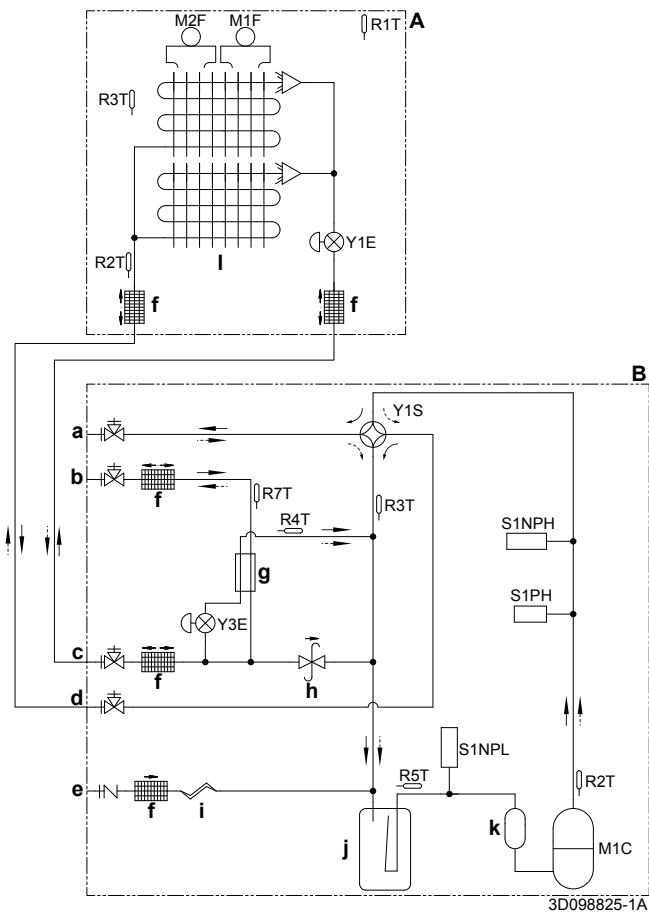 M2F M1F
R1T
A
R3T
R2T
l
Y1E
f
f
B
a
Y1S
b
f
R7T
R3T
R4T
S1NPH
g
S1PH
Y3E
c
f
h
d
S1NPL
e
f
i
R5T
R2T
j
k
M1C
3D098825-1A